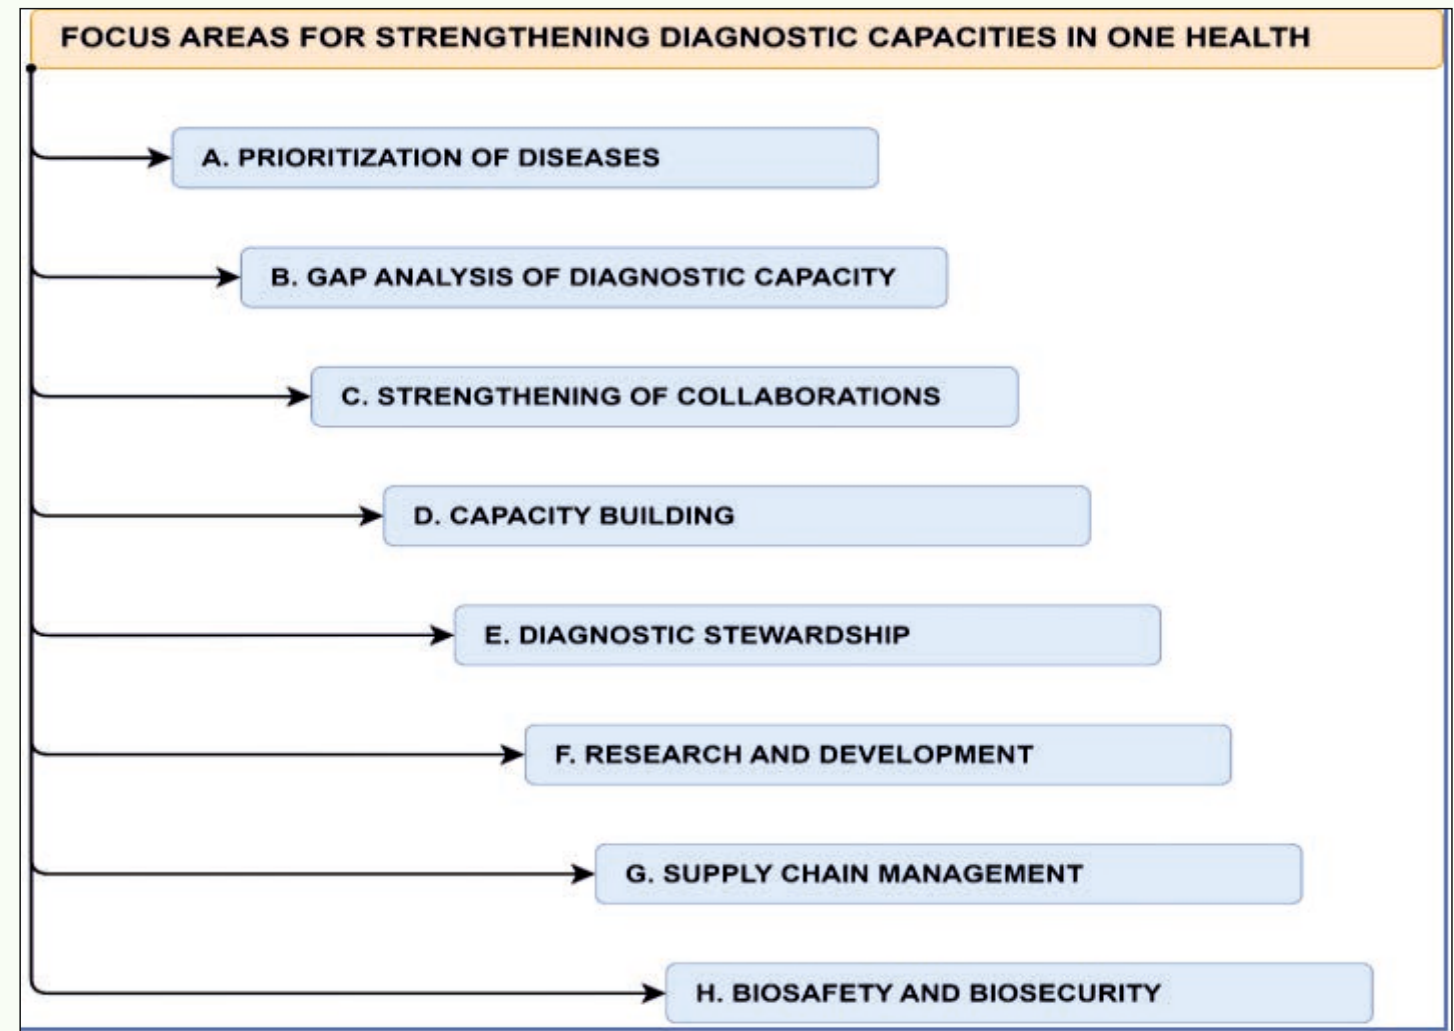 FOCUS AREAS FOR STRENGTHENING DIAGNOSTIC CAPACITIES IN ONE HEALTH
A. PRIORITIZATION OF DISEASES
B. GAP ANALYSIS OF DIAGNOSTIC CAPACITY
C. STRENGTHENING OF COLLABORATIONS
D. CAPACITY BUILDING
E. DIAGNOSTIC STEWARDSHIP
F. RESEARCH AND DEVELOPMENT
G. SUPPLY CHAIN MANAGEMENT
H. BIOSAFETY AND BIOSECURITY